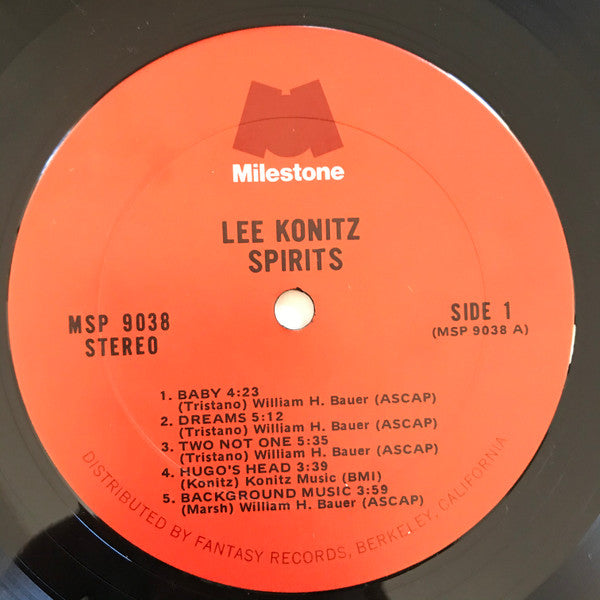 Milestone
LEE KONITZ
SPIRITS
MSP 9038
STEREO
SIDE 1
(MSP 9038 A)
1. BABY 4:23
(Tristano) William H. Bauer (ASCAP)
2. DREAMS 5:12
(Tristano) William H. Bauer (ASCAP)
3. TWO NOT ONE 5:35
(Tristano) William H. Bauer (ASCAP)
4. HUGO'S HEAD 3:39
(Konitz) Konitz Music (BMI)
5. BACKGROUND MUSIC 3:59
(Marsh) William H. Bauer (ASCAP)
DISTRIBUTED BY FANTASY RECORDS, BERKELEY, CALIFORNIA